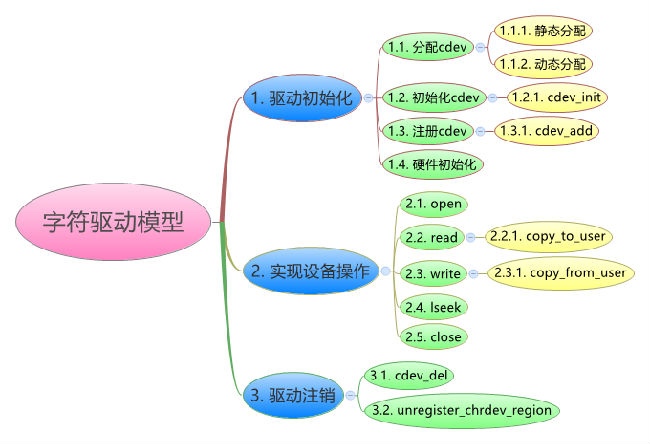 字符驱动模型
1. 驱动初始化
1.1. 分配cdev
1.1.1. 静态分配
1.1.2. 动态分配
1.2. 初始化cdev
1.2.1. cdev_init
1.3. 注册cdev
1.3.1. cdev_add
1.4. 硬件初始化
2. 实现设备操作
2.1. open
2.2. read
2.2.1. copy_to_user
2.3. write
2.3.1. copy_from_user
2.4. lseek
2.5. close
3. 驱动注销
3.1. cdev_del
3.2. unregister_chrdev_region